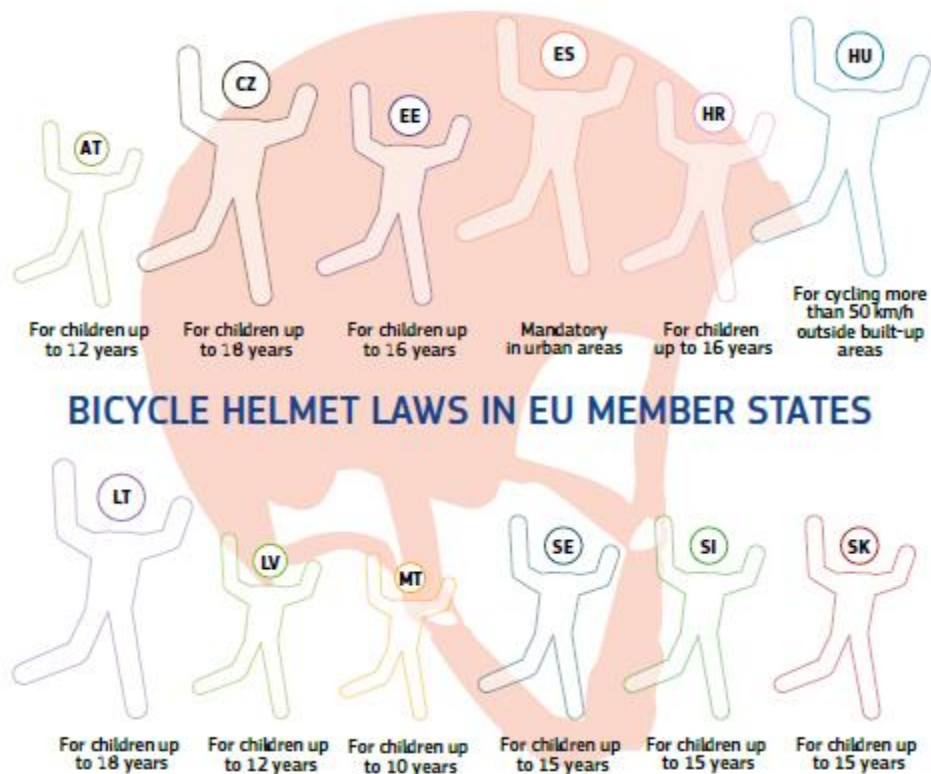 AT
CZ
EE
ES
HR
HU
For children up
to 12 years
For children up
to 18 years
For children up
to 16 years
Mandatory
in urban areas
For children
up to 16 years
For cycling more
than 50 km/h
outside built-up
areas
BICYCLE HELMET LAWS IN EU MEMBER STATES
LT
LV
MT
SE
SI
SK
For children up
to 18 years
For children up
to 12 years
For children up
to 10 years
For children up
to 15 years
For children up
to 15 years
For children up
to 15 years